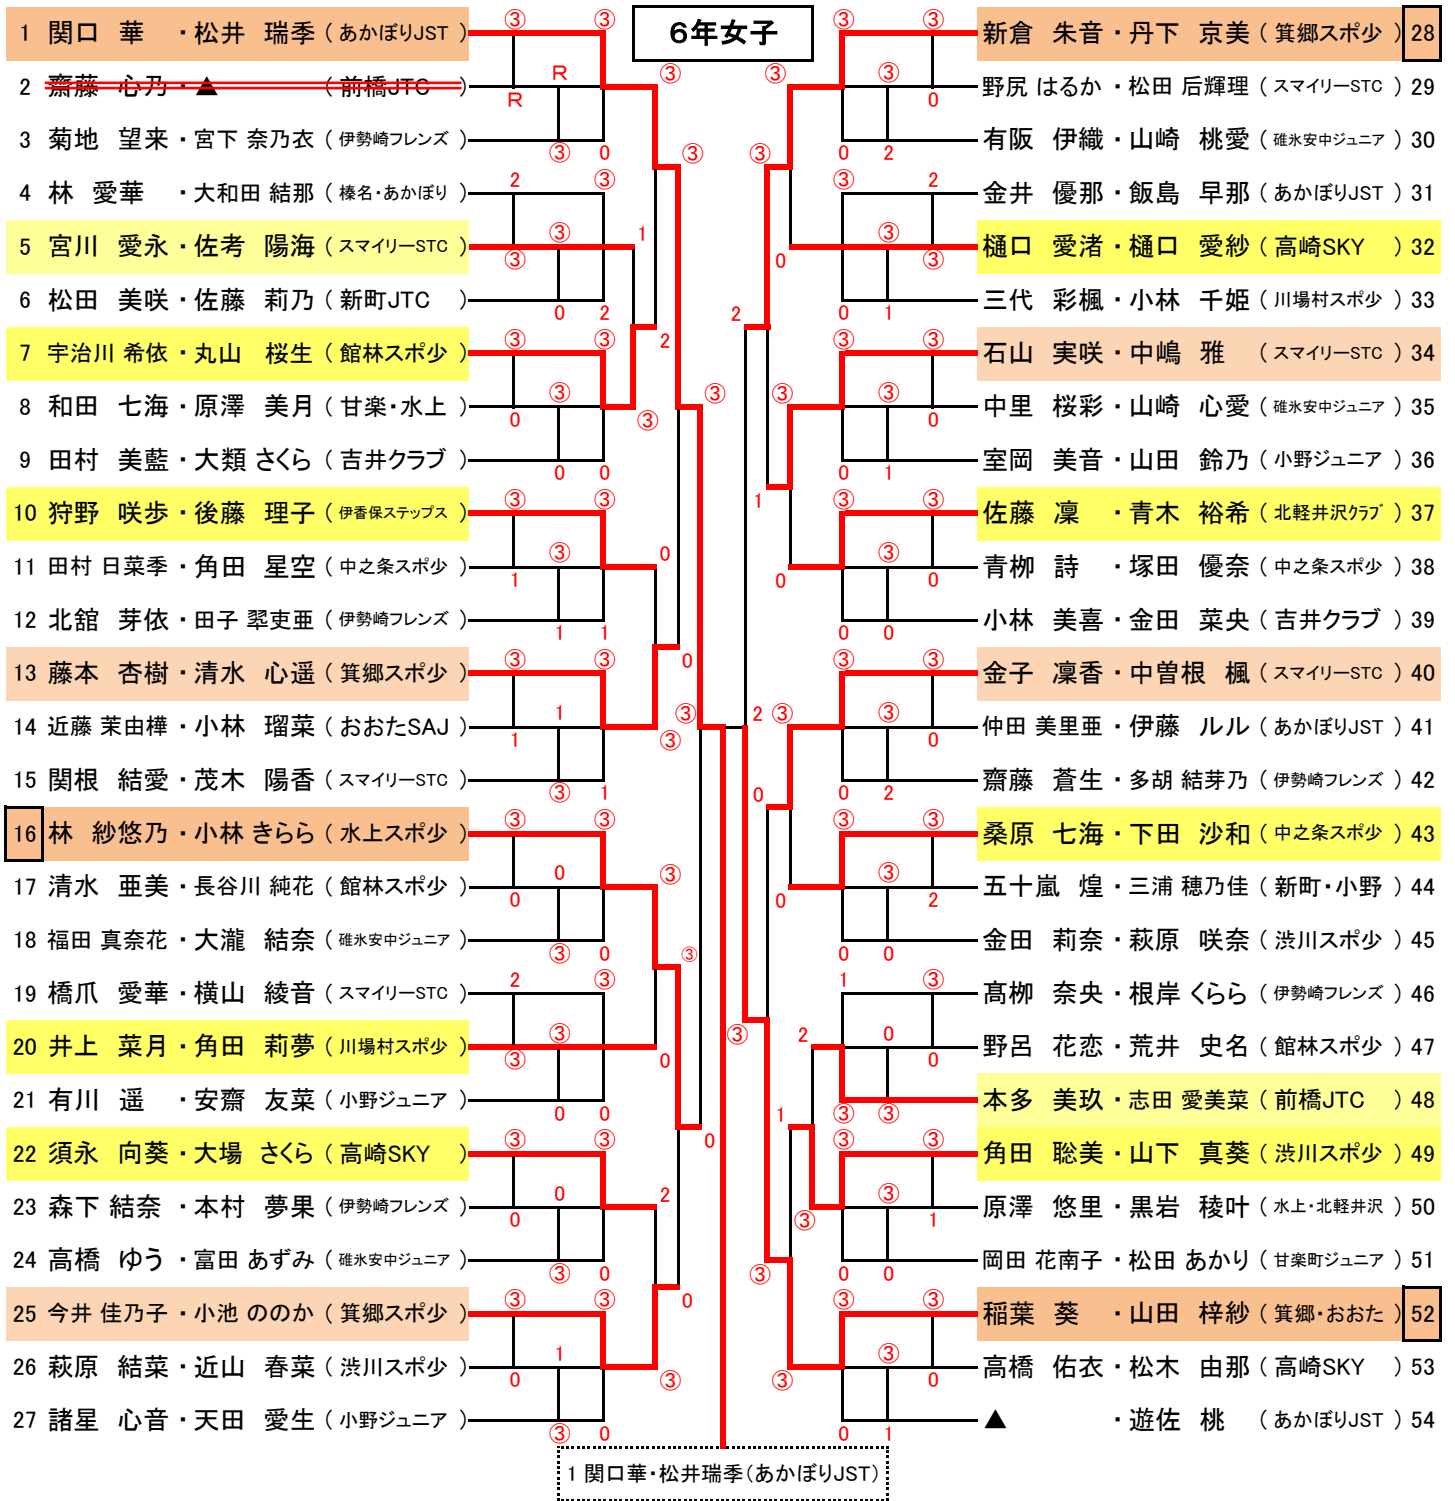 ６年女子
1 関口 華 ・松井 瑞季 ( あかぼりJST )
2 齋藤 心乃 ・▲ ( 前橋JTC )
3 菊地 望来 ・宮下 奈乃衣 ( 伊勢崎フレンズ )
4 林 愛華 ・大和田 結那 ( 榛名・あかぼり )
5 宮川 愛永 ・佐考 陽海 ( スマイリーSTC )
6 松田 美咲 ・佐藤 莉乃 ( 新町JTC )
7 宇治川 希依 ・丸山 桜生 ( 館林スポ少 )
8 和田 七海 ・原澤 美月 ( 甘楽・水上 )
9 田村 美藍 ・大類 さくら ( 吉井クラブ )
10 狩野 咲歩 ・後藤 理子 ( 伊香保ステップス )
11 田村 日菜季 ・角田 星空 ( 中之条スポ少 )
12 北舘 芽依 ・田子 翠吏亜 ( 伊勢崎フレンズ )
13 藤本 杏樹 ・清水 心遥 ( 箕郷スポ少 )
14 近藤 茉由樺 ・小林 瑠菜 ( おおたSAJ )
15 関根 結愛 ・茂木 陽香 ( スマイリーSTC )
16 林 紗悠乃 ・小林 きらら ( 水上スポ少 )
17 清水 亜美 ・長谷川 純花 ( 館林スポ少 )
18 福田 真奈花 ・大瀧 結奈 ( 碓氷安中ジュニア )
19 橋爪 愛華 ・横山 綾音 ( スマイリーSTC )
20 井上 菜月 ・角田 莉夢 ( 川場村スポ少 )
21 有川 遥 ・安齋 友菜 ( 小野ジュニア )
22 須永 向葵 ・大場 さくら ( 高崎SKY )
23 森下 結奈 ・本村 夢果 ( 伊勢崎フレンズ )
24 高橋 ゆう ・富田 あずみ ( 碓氷安中ジュニア )
25 今井 佳乃子 ・小池 ののか ( 箕郷スポ少 )
26 萩原 結菜 ・近山 春菜 ( 渋川スポ少 )
27 諸星 心音 ・天田 愛生 ( 小野ジュニア )
新倉 朱音 ・丹下 京美 ( 箕郷スポ少 ) 28
野尻 はるか ・松田 后輝理 ( スマイリーSTC ) 29
有阪 伊織 ・山崎 桃愛 ( 碓氷安中ジュニア ) 30
金井 優那 ・飯島 早那 ( あかぼりJST ) 31
樋口 愛渚 ・樋口 愛紗 ( 高崎SKY ) 32
三代 彩楓 ・小林 千姫 ( 川場村スポ少 ) 33
石山 実咲 ・中嶋 雅 ( スマイリーSTC ) 34
中里 桜彩 ・山崎 心愛 ( 碓氷安中ジュニア ) 35
室岡 美音 ・山田 鈴乃 ( 小野ジュニア ) 36
佐藤 凜 ・青木 裕希 ( 北軽井沢クラブ ) 37
青栁 詩 ・塚田 優奈 ( 中之条スポ少 ) 38
小林 美喜 ・金田 菜央 ( 吉井クラブ ) 39
金子 凜香 ・中曽根 楓 ( スマイリーSTC ) 40
仲田 美里亜 ・伊藤 ルル ( あかぼりJST ) 41
齋藤 蒼生 ・多胡 結芽乃 ( 伊勢崎フレンズ ) 42
桑原 七海 ・下田 沙和 ( 中之条スポ少 ) 43
五十嵐 煌 ・三浦 穂乃佳 ( 新町・小野 ) 44
金田 莉奈 ・萩原 咲奈 ( 渋川スポ少 ) 45
髙栁 奈央 ・根岸 くらら ( 伊勢崎フレンズ ) 46
野呂 花恋 ・荒井 史名 ( 館林スポ少 ) 47
本多 美玖 ・志田 愛美菜 ( 前橋JTC ) 48
角田 聡美 ・山下 真葵 ( 渋川スポ少 ) 49
原澤 悠里 ・黒岩 稜叶 ( 水上・北軽井沢 ) 50
岡田 花南子 ・松田 あかり ( 甘楽町ジュニア ) 51
稲葉 葵 ・山田 梓紗 ( 箕郷・おおた ) 52
高橋 佑衣 ・松木 由那 ( 高崎SKY ) 53
▲ ・遊佐 桃 ( あかぼりJST ) 54
1 関口華・松井瑞季(あかぼりJST)